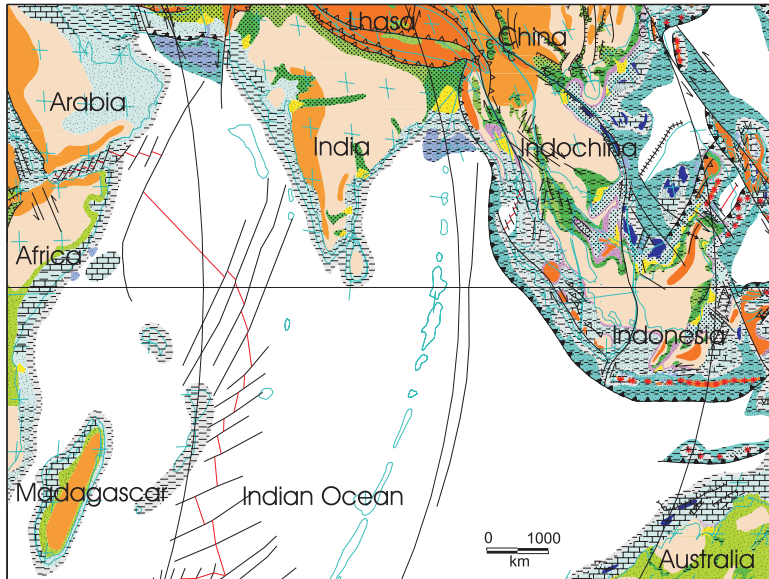 Lhasa
China
Arabia
India
Indochina
Africa
Indonesia
Madagascar
Indian Ocean
0 1000
km
Australia